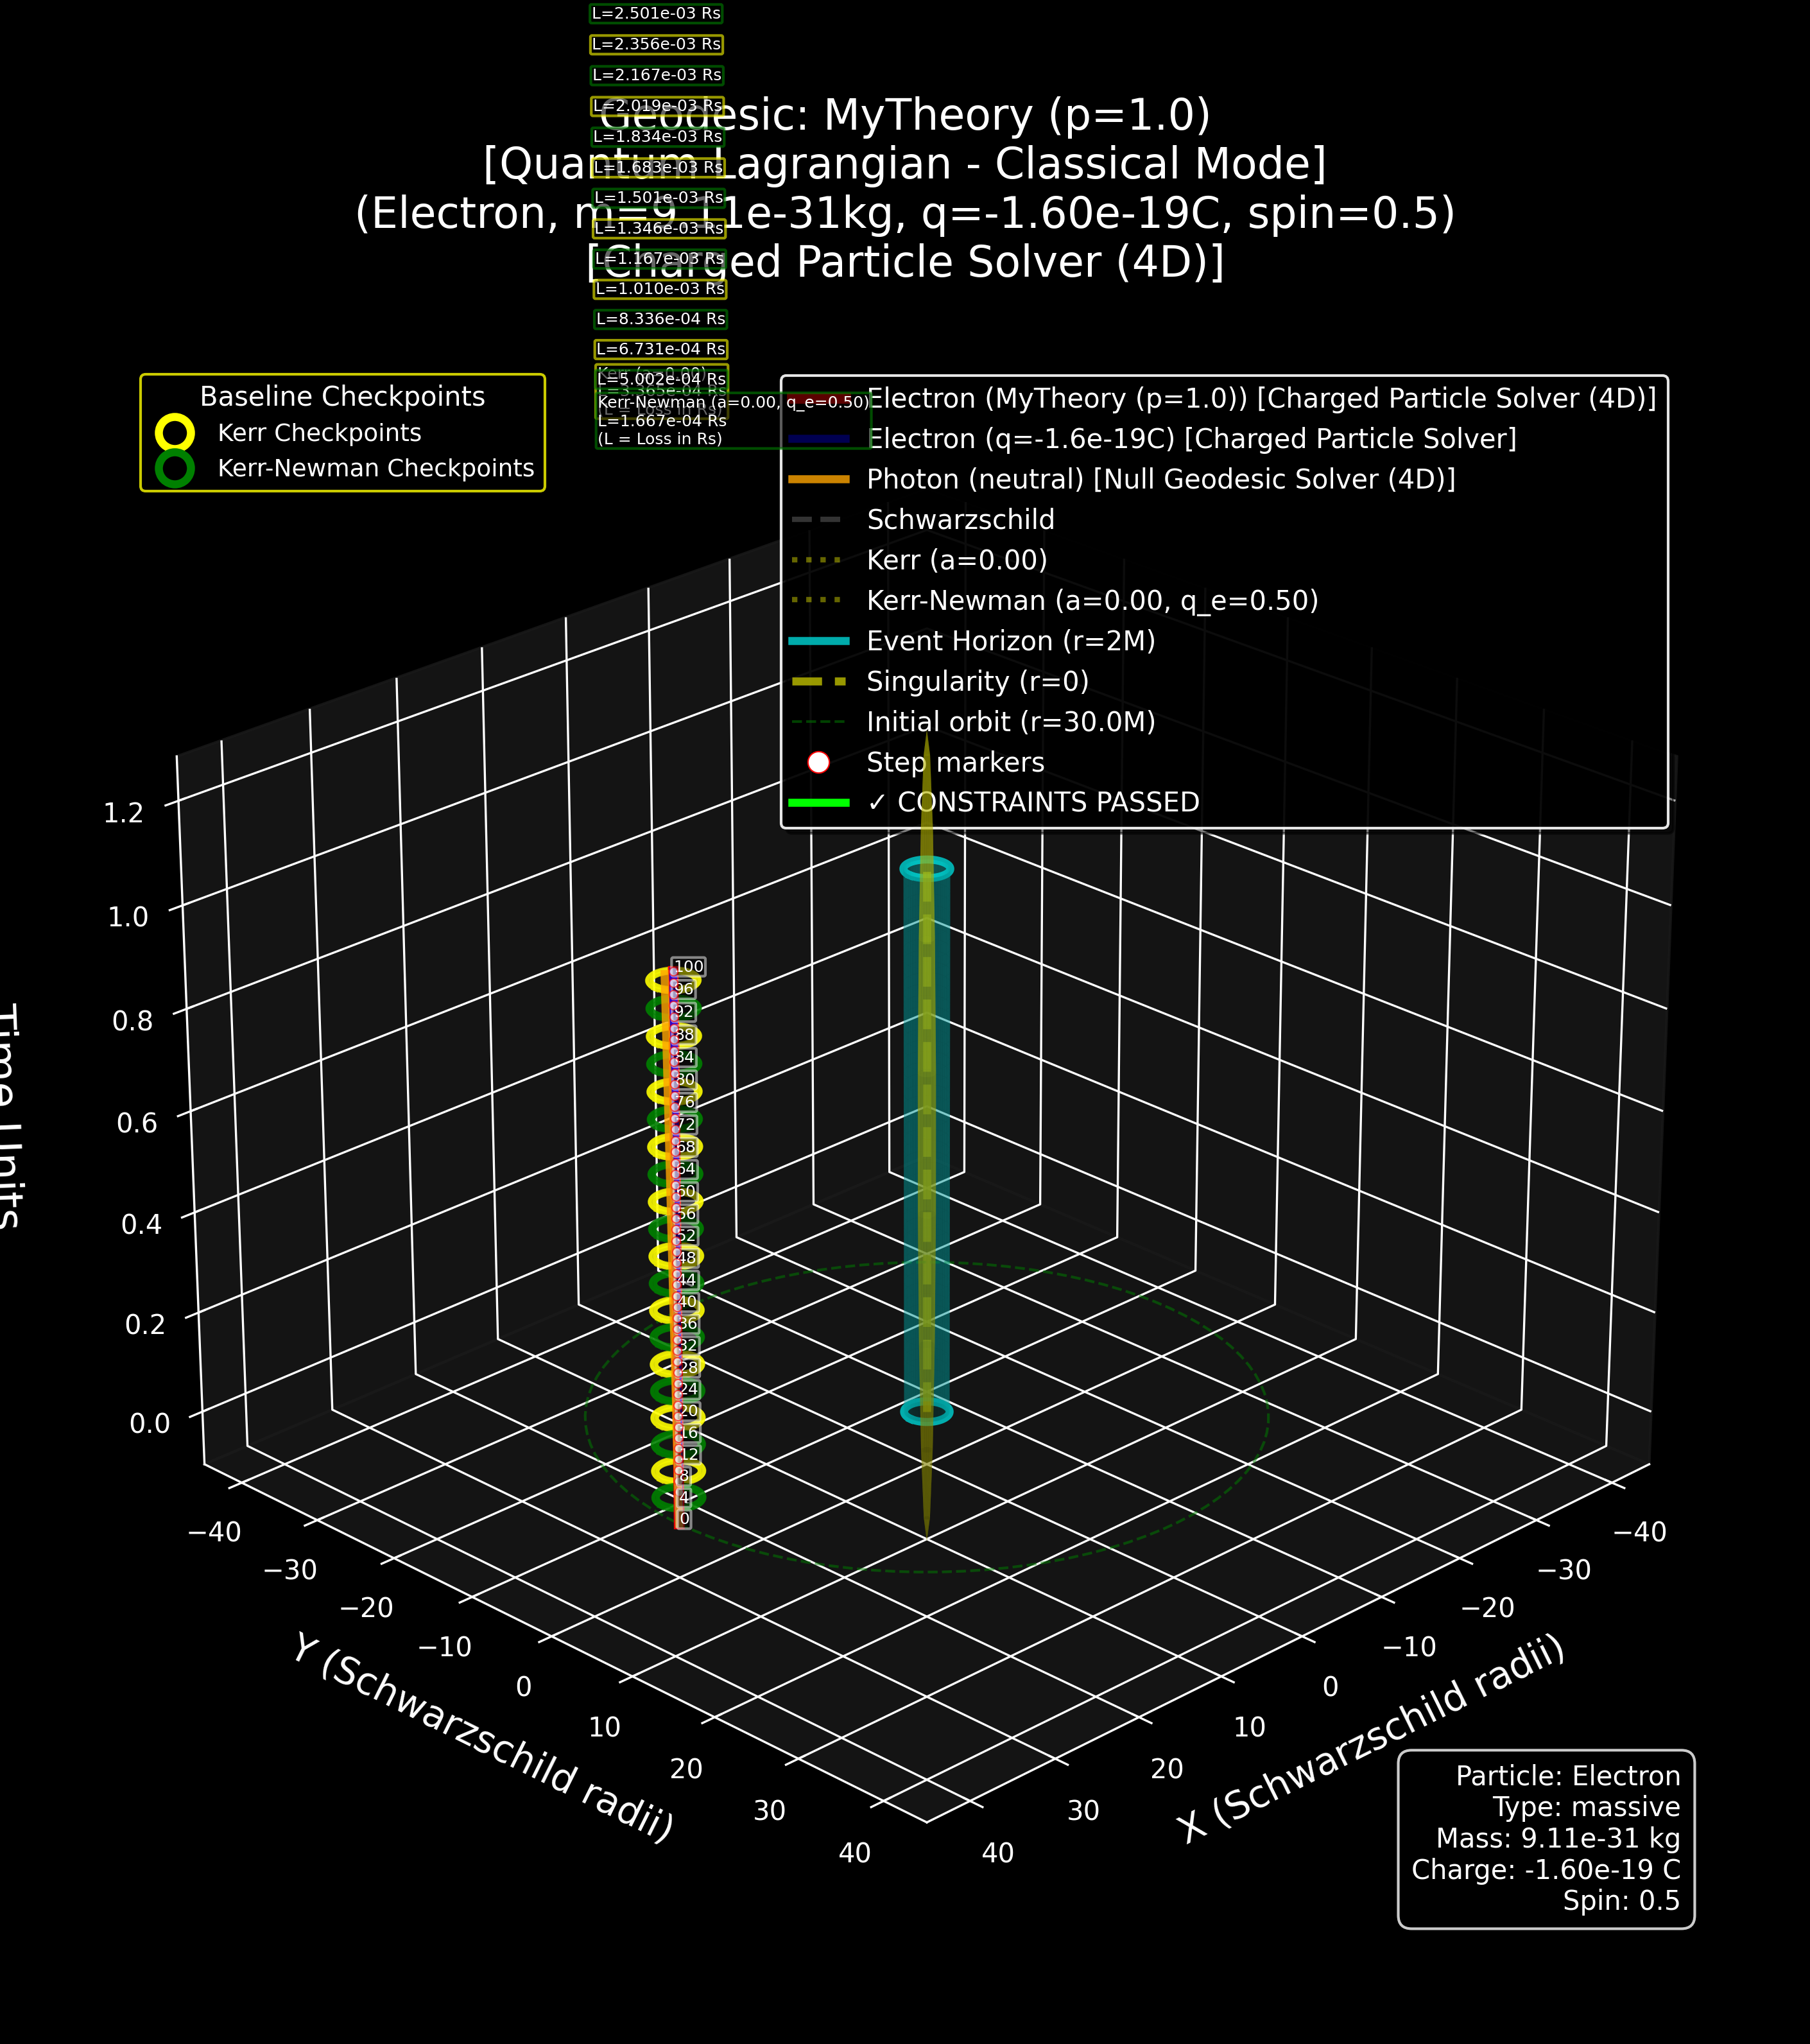 L=2.501e-03 Rs
L=2.356e-03 Rs
L=2.167e-03 Rs
L=2.019e-03 Rs
L=1.834e-03 Rs
L=1.683e-03 Rs
L=1.501e-03 Rs
L=1.346e-03 Rs
L=1.167e-03 Rs
L=1.010e-03 Rs
L=8.336e-04 Rs
L=6.731e-04 Rs
L=5.002e-04 Rs
Kerr (a=0.00)
L=3.365e-04 Rs
(L = Loss in Rs)
Kerr-Newman (a=0.00, q_e=0.50)
L=1.667e-04 Rs
(L = Loss in Rs)
Geodesic: MyTheory (p=1.0)
[Quantum Lagrangian - Classical Mode]
(Electron, m=9.11e-31kg, q=-1.60e-19C, spin=0.5)
[Charged Particle Solver (4D)]
Baseline Checkpoints
Kerr Checkpoints
Kerr-Newman Checkpoints
Electron (MyTheory (p=1.0)) [Charged Particle Solver (4D)]
Electron (q=-1.6e-19C) [Charged Particle Solver]
Photon (neutral) [Null Geodesic Solver (4D)]
Schwarzschild
Kerr (a=0.00)
Kerr-Newman (a=0.00, q_e=0.50)
Event Horizon (r=2M)
Singularity (r=0)
Initial orbit (r=30.0M)
Step markers
✓ CONSTRAINTS PASSED
1.2
1.0
0.8
0.6
0.4
0.2
0.0
Time Units
100
96
92
88
84
80
76
72
68
64
60
56
52
48
44
40
36
32
28
24
20
16
12
8
4
0
−40
−30
−20
−10
0
10
20
30
40
Y (Schwarzschild radii)
−40
−30
−20
−10
0
10
20
30
40
X (Schwarzschild radii)
Particle: Electron
Type: massive
Mass: 9.11e-31 kg
Charge: -1.60e-19 C
Spin: 0.5